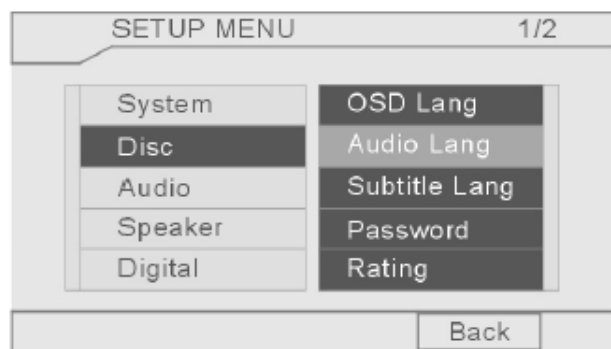 SETUP MENU 1/2
System
Disc
Audio
Speaker
Digital
OSD Lang
Audio Lang
Subtitle Lang
Password
Rating
Back